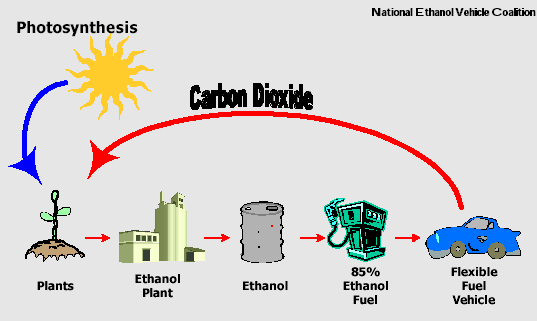 National Ethanol Vehicle Coalition
Photosynthesis
Carbon Dioxide
Plants
Ethanol
Plant
Ethanol
85%
Ethanol
Fuel
Flexible
Fuel
Vehicle